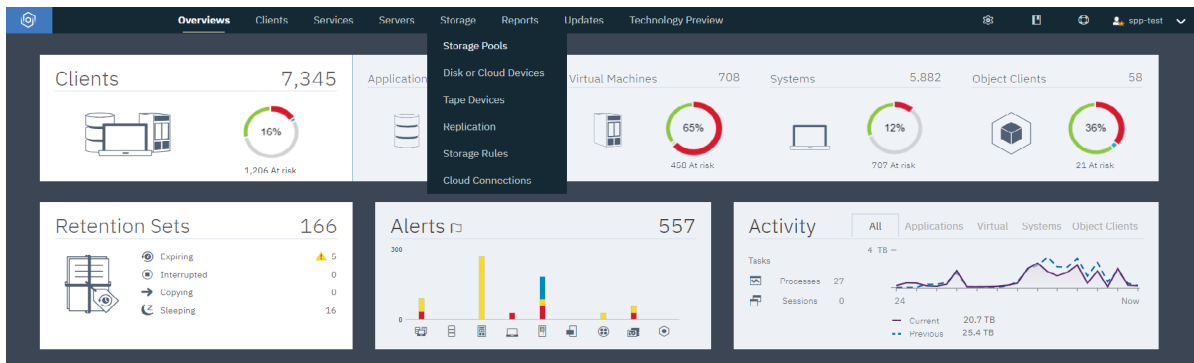 Overviews Clients Services Servers Storage Reports Updates Technology Preview spp-test
Storage Pools
Disk or Cloud Devices
Tape Devices
Replication
Storage Rules
Cloud Connections
Clients 7,345
16%
1,206 At risk
Application
Virtual Machines 708
65%
450 At risk
Systems 5,882
12%
707 At risk
Object Clients 58
36%
21 At risk
Retention Sets 166
Expiring 5
Interrupted 0
Copying 0
Sleeping 16
Alerts 557
300
0
Activity All Applications Virtual Systems Object Clients
Tasks
Processes 27
Sessions 0
4 TB
24 Now
Current 20.7 TB
Previous 25.4 TB